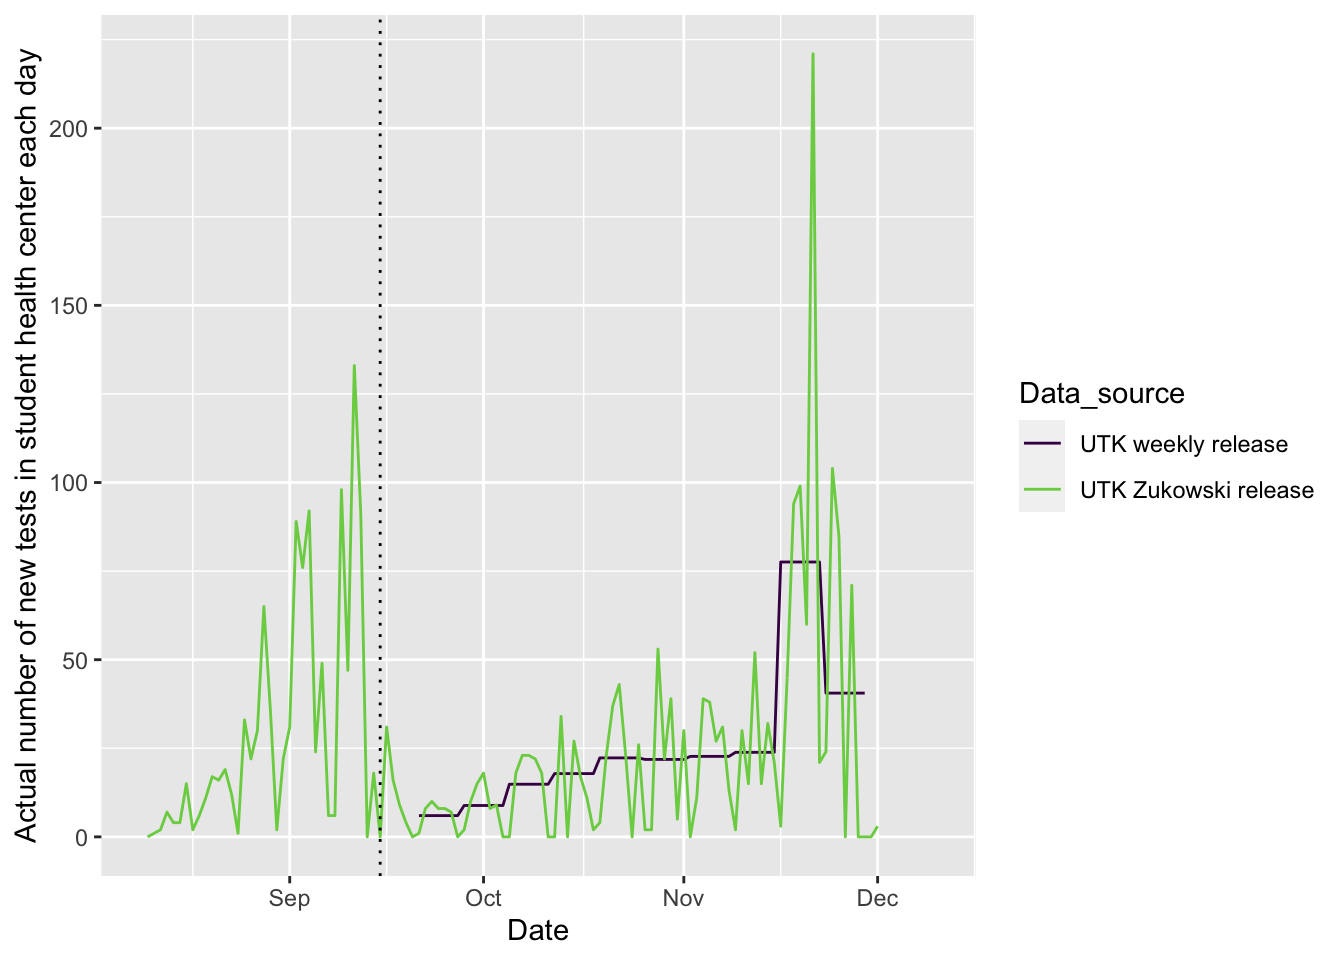 Actual number of new tests in student health center each day
200
150
100
50
0
Sep Oct Nov Dec
Date
Data_source
UTK weekly release
UTK Zukowski release